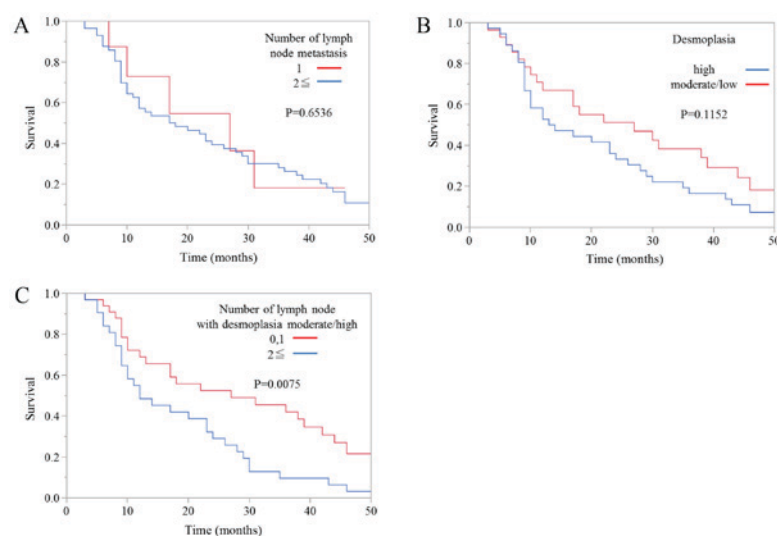 A
Number of lymph
node metastasis
1
2≦
P=0.6536
Survival
1.0
0.8
0.6
0.4
0.2
0.0
0 10 20 30 40 50
Time (months)
B
Desmoplasia
high
moderate/low
P=0.1152
Survival
1.0
0.8
0.6
0.4
0.2
0.0
0 10 20 30 40 50
Time (months)
C
Number of lymph node
with desmoplasia moderate/high
0,1
2≦
P=0.0075
Survival
1.0
0.8
0.6
0.4
0.2
0.0
0 10 20 30 40 50
Time (months)